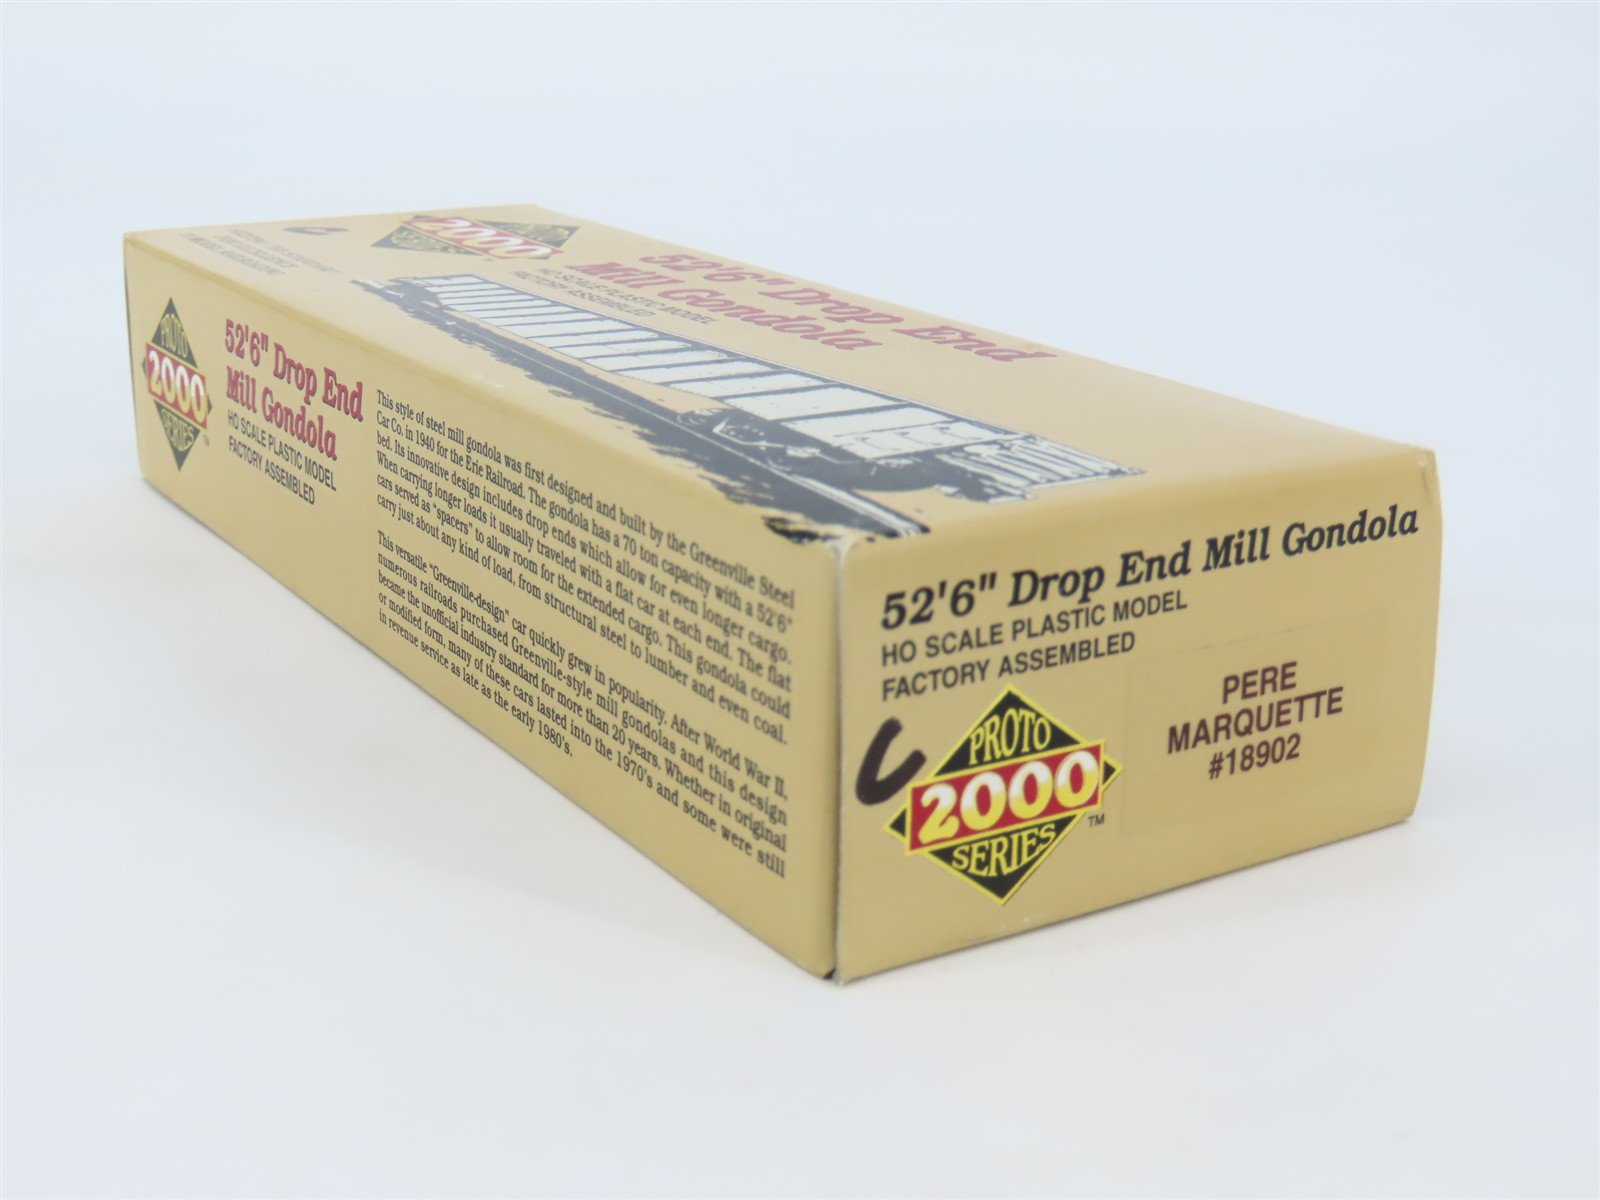 PROTO
2000
SERIES
52'6" Drop End
Mill Gondola
HO SCALE PLASTIC MODEL
FACTORY ASSEMBLED
C
PROTO
2000
SERIES
™
52'6" Drop End
Mill Gondola
HO SCALE PLASTIC MODEL
FACTORY ASSEMBLED
This style of steel mill gondola was first designed and built by the Greenville Steel
Car Co. in 1940 for the Erie Railroad. The gondola has a 70 ton capacity with a 52'6"
bed. Its innovative design includes drop ends which allow for even longer cargo.
When carrying longer loads it usually traveled with a flat car at each end. The flat
cars served as "spacers" to allow room for the extended cargo. This gondola could
carry just about any kind of load, from structural steel to lumber and even coal.
This versatile "Greenville-design" car quickly grew in popularity. After World War II,
numerous railroads purchased Greenville-style mill gondolas and this design
became the unofficial industry standard for more than 20 years. Whether in original
or modified form, many of these cars lasted into the 1970's and some were still
in revenue service as late as the early 1980's.
52'6" Drop End Mill Gondola
HO SCALE PLASTIC MODEL
FACTORY ASSEMBLED
C
PROTO
2000
SERIES
™
PERE
MARQUETTE
#18902